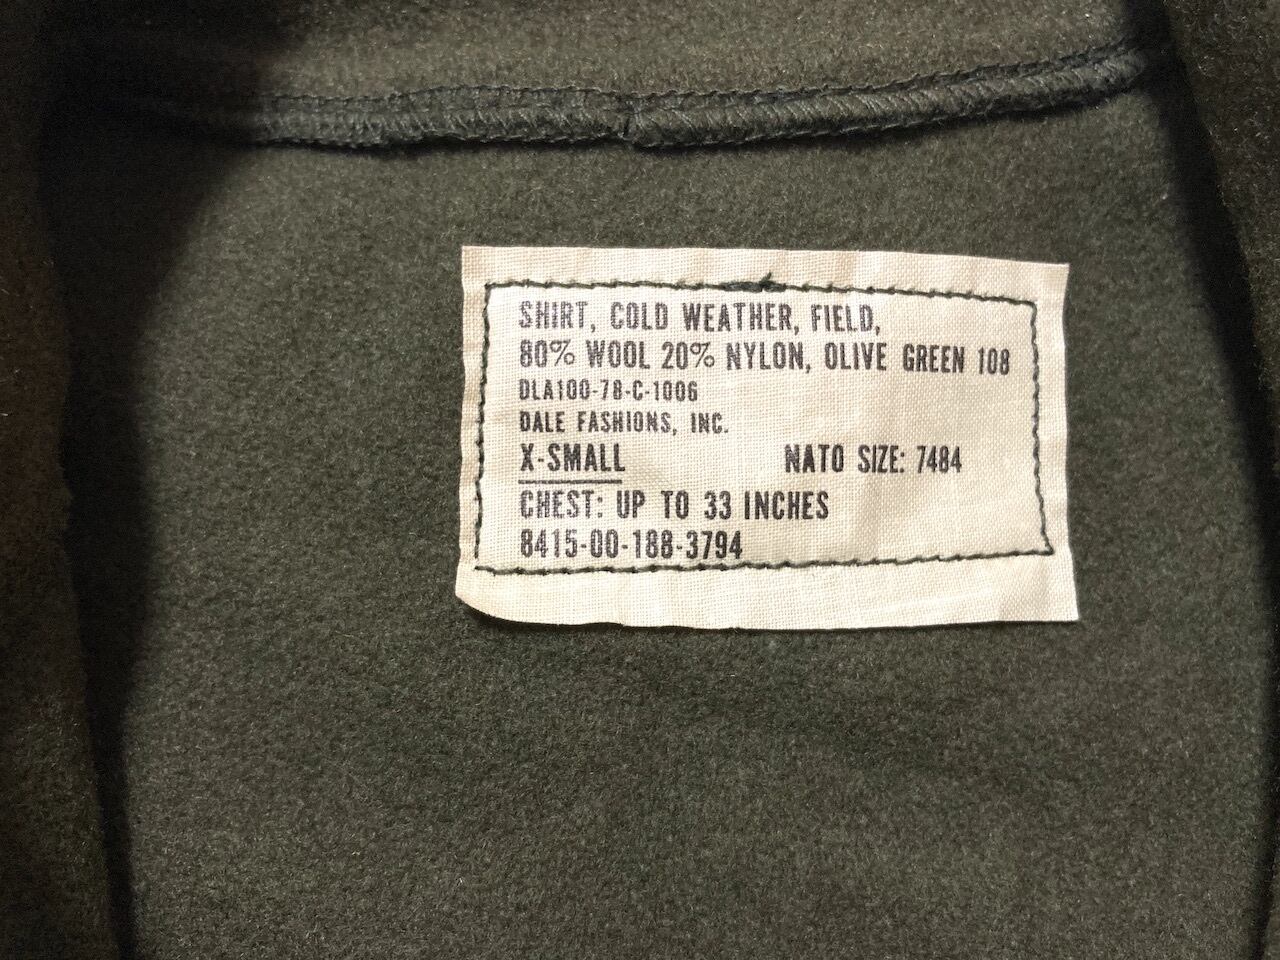 SHIRT, COLD WEATHER, FIELD,
80% WOOL 20% NYLON, OLIVE GREEN 108
DLA100-78-C-1006
DALE FASHIONS, INC.
X-SMALL NATO SIZE: 7484
CHEST: UP TO 33 INCHES
8415-00-188-3794